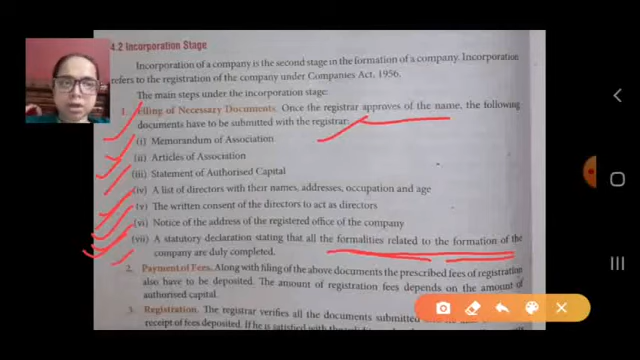 4.2 Incorporation Stage
Incorporation of a company is the second stage in the formation of a company. Incorporation
refers to the registration of the company under Companies Act, 1956.
The main steps under the incorporation stage:
1. Filing of Necessary Documents. Once the registrar approves of the name, the following
documents have to be submitted with the registrar:
(i) Memorandum of Association
(ii) Articles of Association
(iii) Statement of Authorised Capital
(iv) A list of directors with their names, addresses, occupation and age
(v) The written consent of the directors to act as directors
(vi) Notice of the address of the registered office of the company
(vii) A statutory declaration stating that all the formalities related to the formation of the
company are duly completed.
2. Payment of Fees. Along with filing of the above documents the prescribed fees of registration
also have to be deposited. The amount of registration fees depends on the amount of
authorised capital.
3. Registration. The registrar verifies all the documents submitted
receipt of fees deposited. If he is satisfied with the